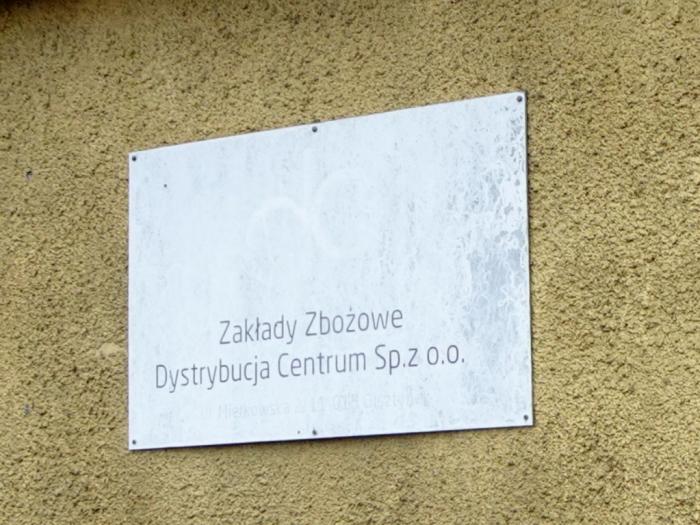 Zakłady Zbożowe
Dystrybucja Centrum Sp.z o.o.